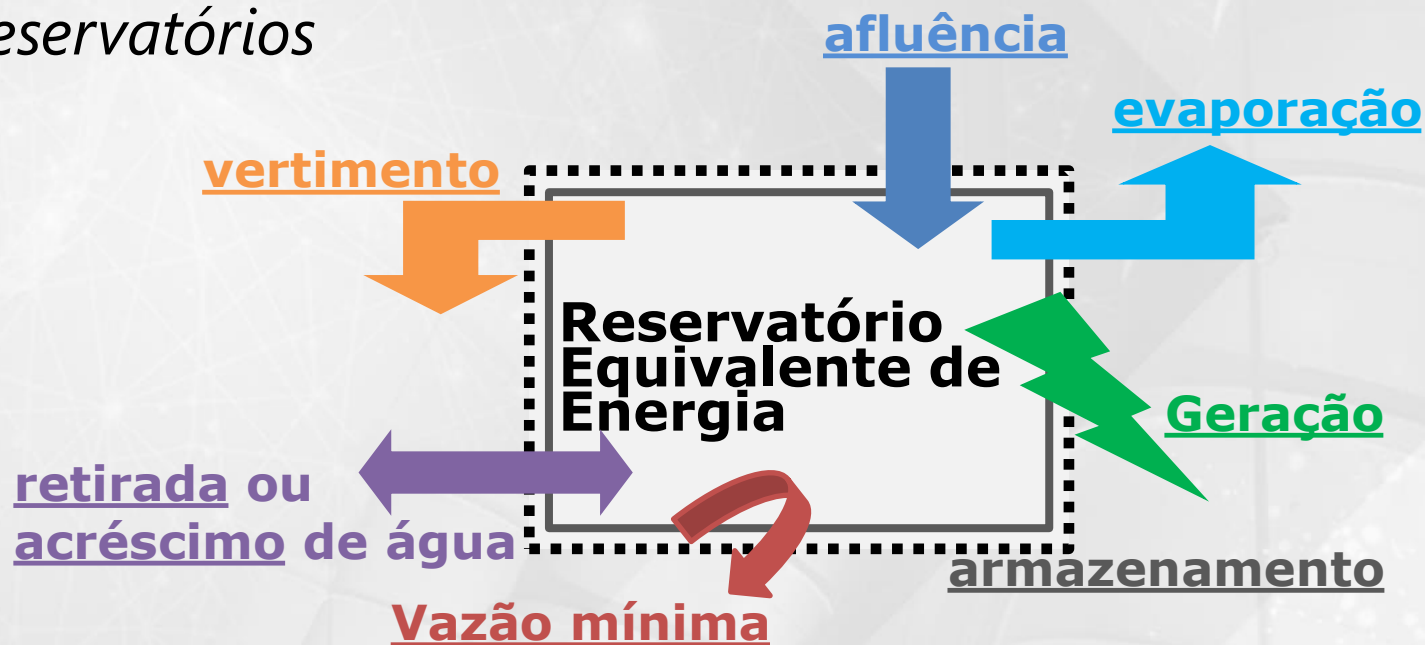 eservatórios
afluência
evaporação
vertimento
Reservatório
Equivalente de
Energia
Geração
retirada ou
acréscimo de água
armazenamento
Vazão mínima